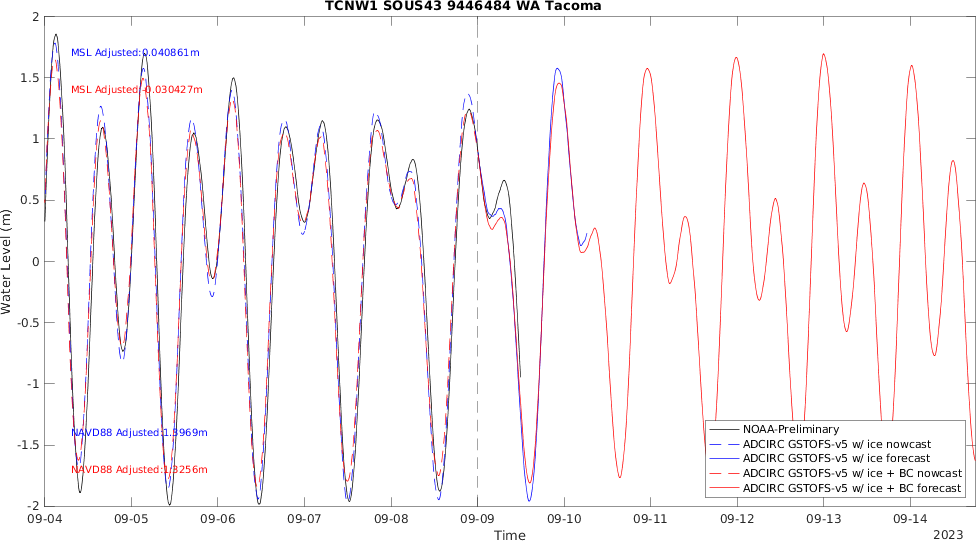 TCNW1 SOUS43 9446484 WA Tacoma
2
1.5
1
0.5
0
-0.5
-1
-1.5
-2
Water Level (m)
MSL Adjusted:0.040861m
MSL Adjusted:-0.030427m
NAVD88 Adjusted:1.3969m
NAVD88 Adjusted:1.3256m
NOAA-Preliminary
ADCIRC GSTOFS-v5 w/ ice nowcast
ADCIRC GSTOFS-v5 w/ ice forecast
ADCIRC GSTOFS-v5 w/ ice + BC nowcast
ADCIRC GSTOFS-v5 w/ ice + BC forecast
09-04 09-05 09-06 09-07 09-08 09-09 09-10 09-11 09-12 09-13 09-14
Time
2023